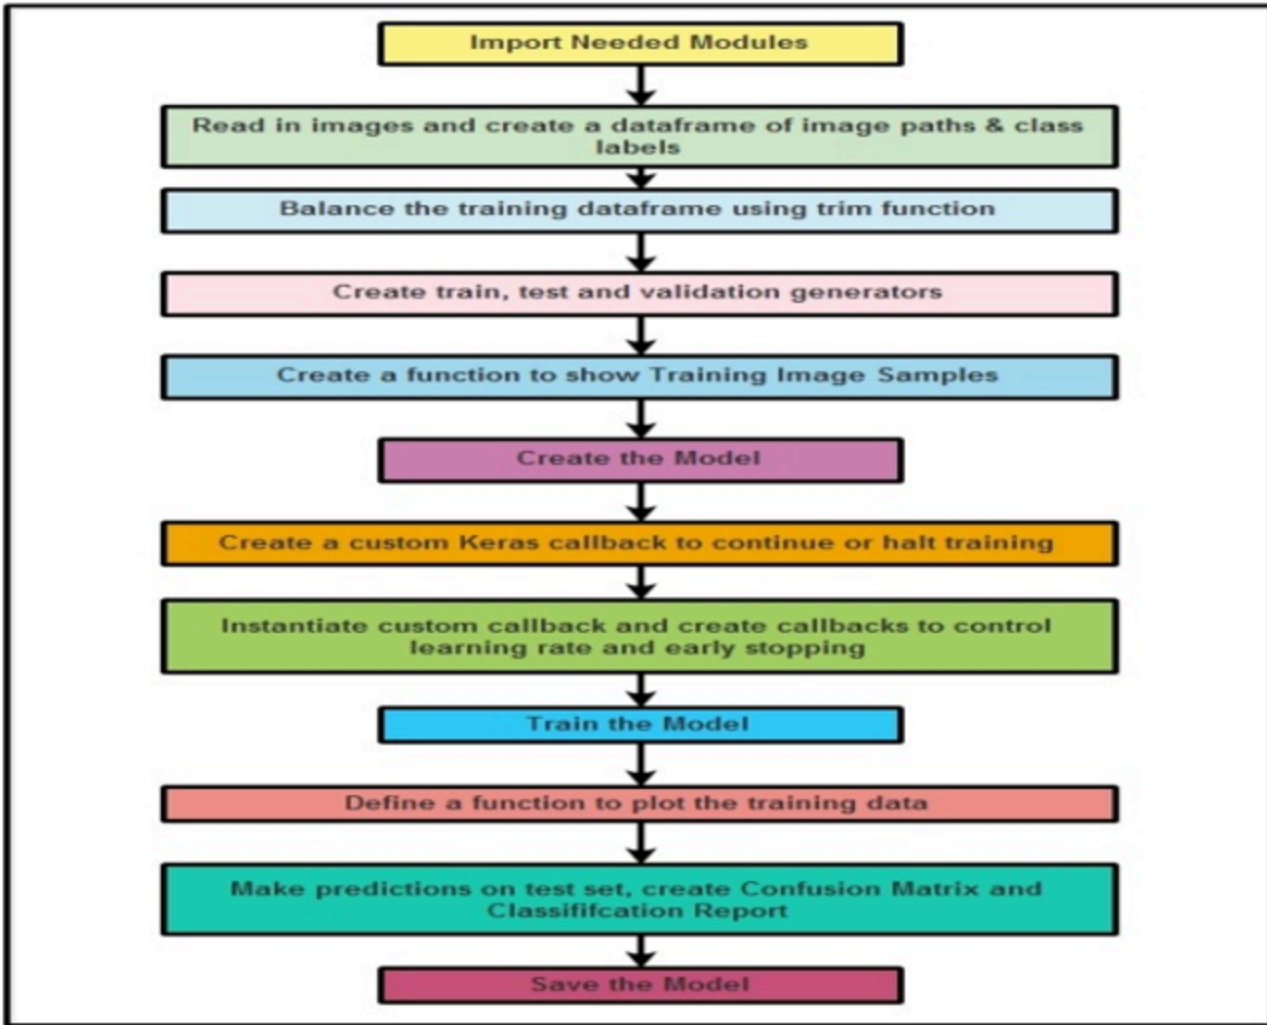 Import Needed Modules
Read in images and create a dataframe of image paths & class
labels
Balance the training dataframe using trim function
Create train, test and validation generators
Create a function to show Training Image Samples
Create the Model
Create a custom Keras callback to continue or halt training
Instantiate custom callback and create callbacks to control
learning rate and early stopping
Train the Model
Define a function to plot the training data
Make predictions on test set, create Confusion Matrix and
Classififcation Report
Save the Model